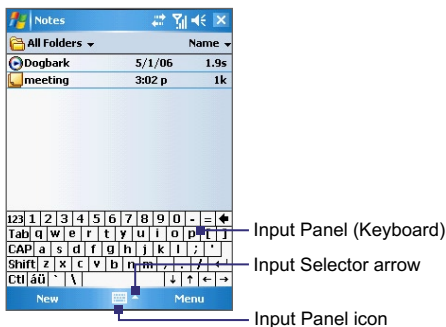 Notes
All Folders Name
Dogbark 5/1/06 1.9s
meeting 3:02 p 1k
123 1 2 3 4 5 6 7 8 9 0 - =
Tab q w e r t y u i o p [ ]
CAP a s d f g h j k l ; '
Shift z x c v b n m , . /
Ctl áü ` \
New Menu
Input Panel (Keyboard)
Input Selector arrow
Input Panel icon